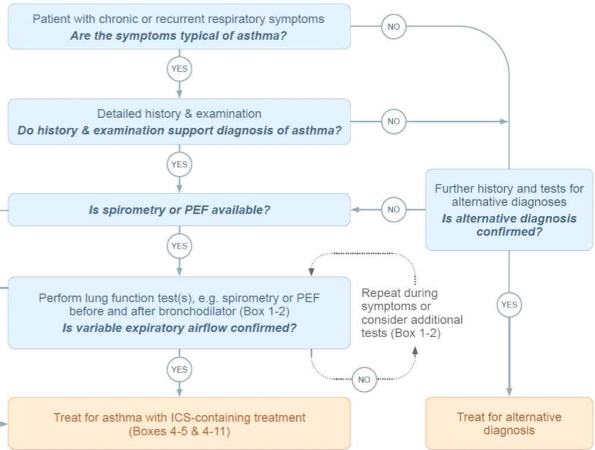 Patient with chronic or recurrent respiratory symptoms
Are the symptoms typical of asthma?
NO
YES
Detailed history & examination
Do history & examination support diagnosis of asthma?
NO
YES
Is spirometry or PEF available?
NO
Further history and tests for
alternative diagnoses
Is alternative diagnosis
confirmed?
YES
Perform lung function test(s), e.g. spirometry or PEF
before and after bronchodilator (Box 1-2)
Is variable expiratory airflow confirmed?
Repeat during
symptoms or
consider additional
tests (Box 1-2)
NO
YES
YES
Treat for asthma with ICS-containing treatment
(Boxes 4-5 & 4-11)
Treat for alternative
diagnosis